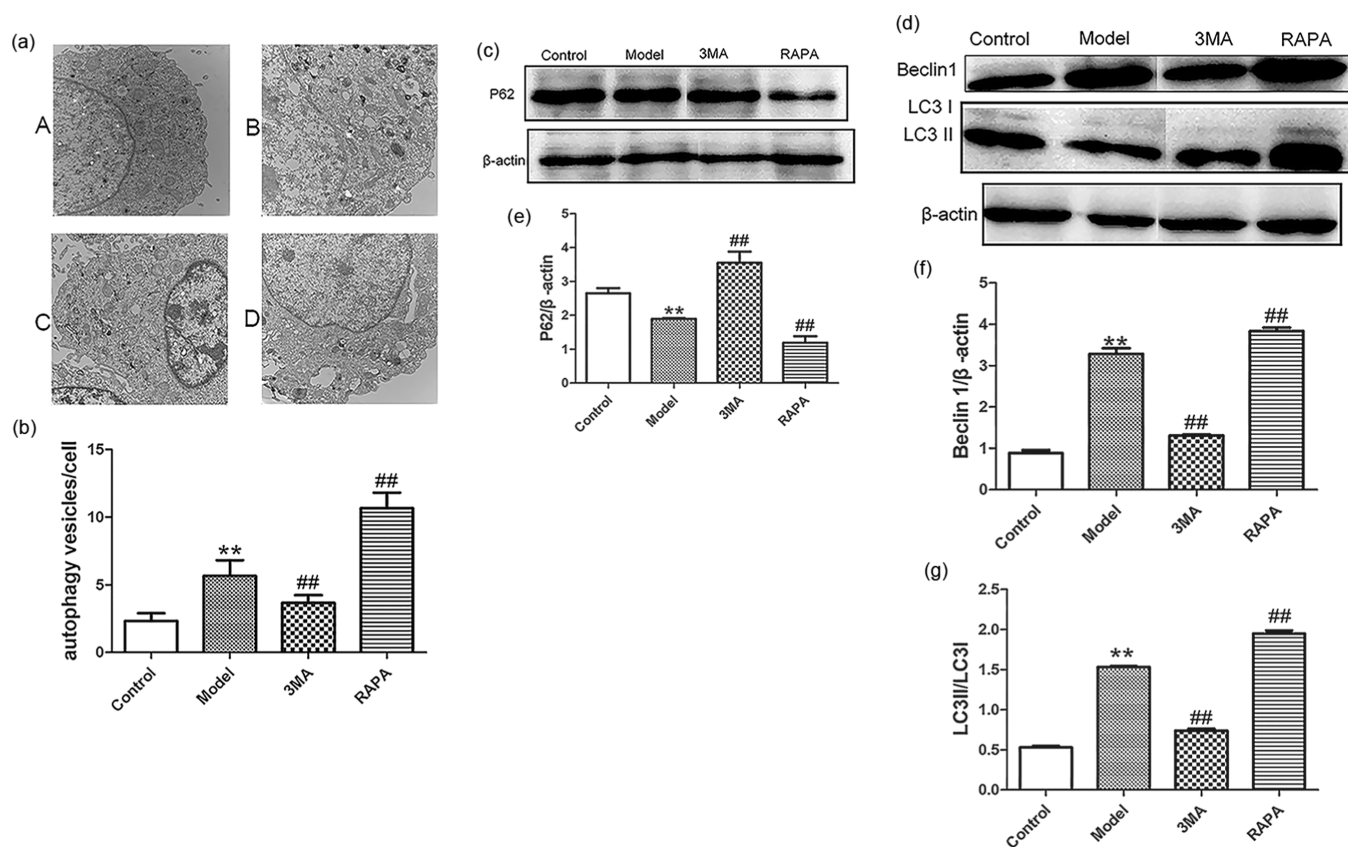 (a)
A
B
C
D
(b)
autophagy vesicles/cell
15
10
5
0
**
##
##
Control
Model
3MA
RAPA
(c)
Control Model 3MA RAPA
P62
β-actin
(e)
P62/β -actin
5
4
3
2
1
0
**
##
##
Control
Model
3MA
RAPA
(d)
Control Model 3MA RAPA
Beclin1
LC3 I
LC3 II
β-actin
(f)
Beclin 1/β -actin
5
4
3
2
1
0
**
##
##
Control
Model
3MA
RAPA
(g)
LC3II/LC3I
2.5
2.0
1.5
1.0
0.5
0.0
**
##
##
Control
Model
3MA
RAPA